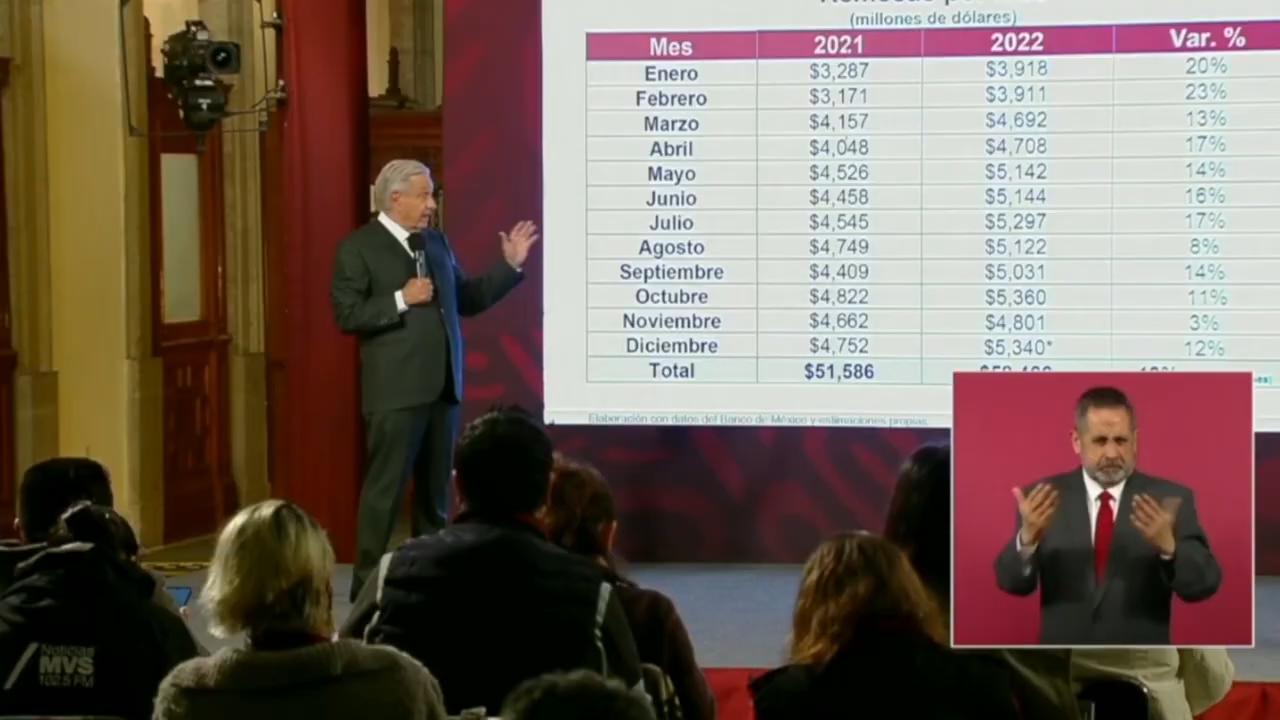 Remesas
(millones de dólares)
Mes 2021 2022 Var. %
Enero $3,287 $3,918 20%
Febrero $3,171 $3,911 23%
Marzo $4,157 $4,692 13%
Abril $4,048 $4,708 17%
Mayo $4,526 $5,142 14%
Junio $4,458 $5,144 16%
Julio $4,545 $5,297 17%
Agosto $4,749 $5,122 8%
Septiembre $4,409 $5,031 14%
Octubre $4,822 $5,360 11%
Noviembre $4,662 $4,801 3%
Diciembre $4,752 $5,340* 12%
Total $51,586
Elaboración con datos del Banco de México y estimaciones propias.
Noticias
MVS
102.5 FM